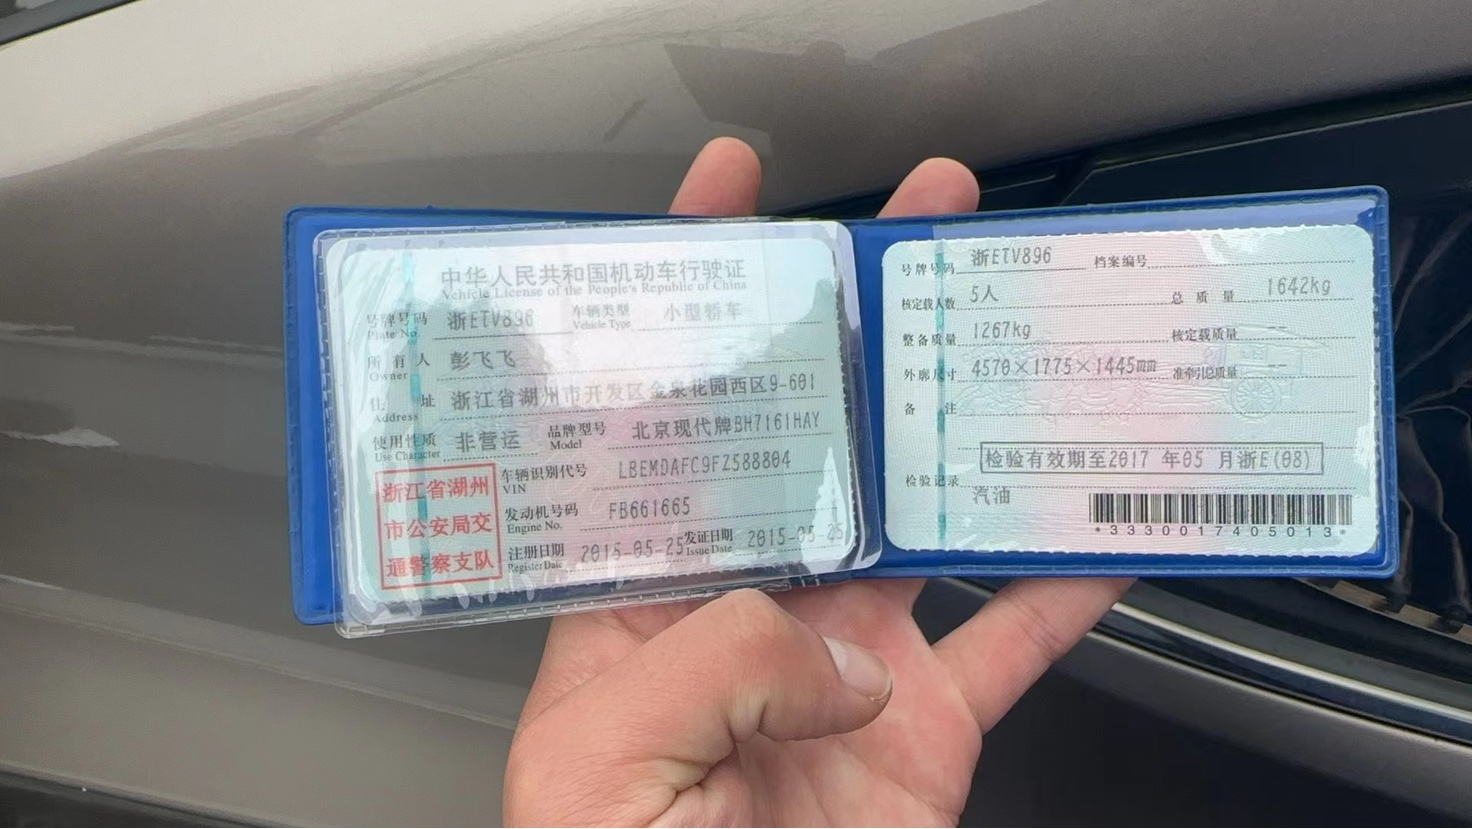 中华人民共和国机动车行驶证
Vehicle License of the People's Republic of China
号牌号码 浙ETV896 车辆类型 小型轿车
Plate No. Vehicle Type
所有人 彭飞飞
Owner
住址 浙江省湖州市开发区金泉花园西区9-601
Address
使用性质 非营运 品牌型号 北京现代牌BH7161HAY
Use Character Model
浙江省湖州
市公安局交
通警察支队
车辆识别代号 LBEMDAFC9FZ588804
VIN
发动机号码 FB661665
Engine No.
注册日期 2015-05-25 发证日期 2015-05-25
Register Date Issue Date
号牌号码 浙ETV896 档案编号
核定载人数 5人 总质量 1642kg
整备质量 1267kg 核定载质量 --
外廓尺寸 4570×1775×1445mm 准牵引总质量 --
备注
检验有效期至2017 年05 月浙E(08)
检验记录
汽油
*3330017405013*